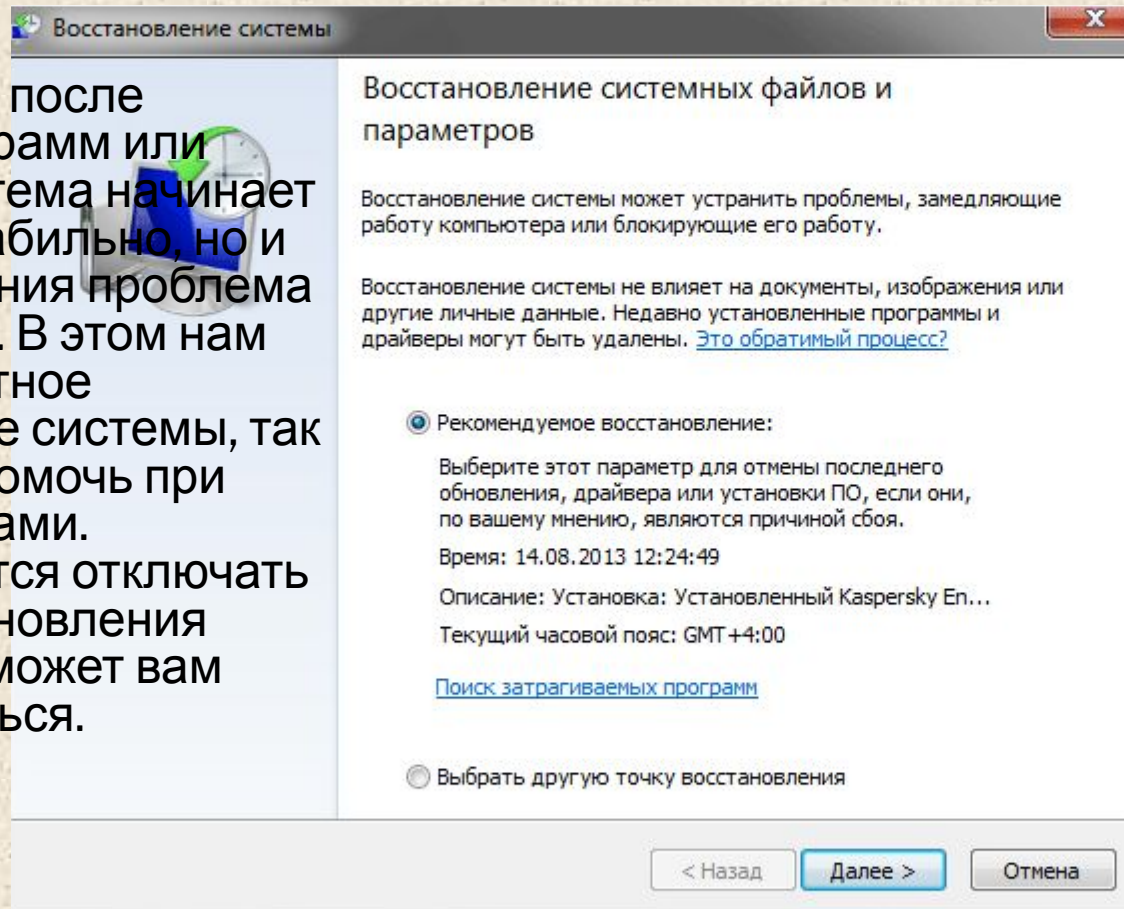 Восстановление системы
после
рамм или
тема начинает
абильно, но и
ния проблема
. В этом нам
тное
е системы, так
омочь при
ами.
тся отключать
новления
может вам
ься.
Восстановление системных файлов и
параметров
Восстановление системы может устранить проблемы, замедляющие
работу компьютера или блокирующие его работу.
Восстановление системы не влияет на документы, изображения или
другие личные данные. Недавно установленные программы и
драйверы могут быть удалены. Это обратимый процесс?
Рекомендуемое восстановление:
Выберите этот параметр для отмены последнего
обновления, драйвера или установки ПО, если они,
по вашему мнению, являются причиной сбоя.
Время: 14.08.2013 12:24:49
Описание: Установка: Установленный Kaspersky En...
Текущий часовой пояс: GMT+4:00
Поиск затрагиваемых программ
Выбрать другую точку восстановления
< Назад
Далее >
Отмена